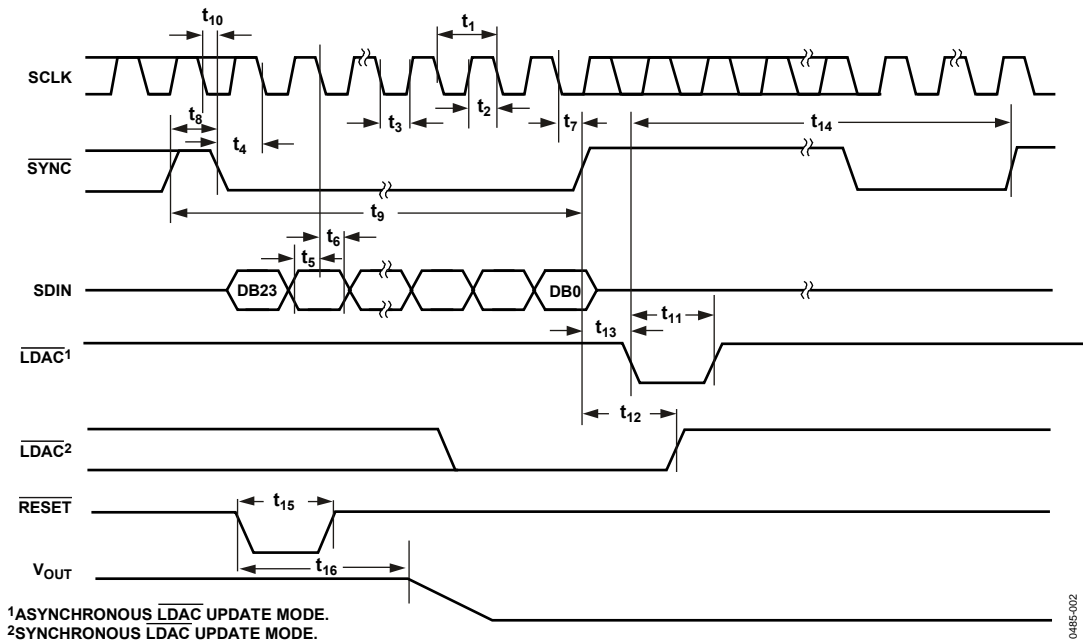 t10
t1
SCLK
t8
t4
t3
t2
t7
t14
SYNC
t9
t6
t5
SDIN
DB23
DB0
t13
t11
LDAC1
t12
LDAC2
RESET
t15
t16
VOUT
1ASYNCHRONOUS LDAC UPDATE MODE.
2SYNCHRONOUS LDAC UPDATE MODE.
0485-002